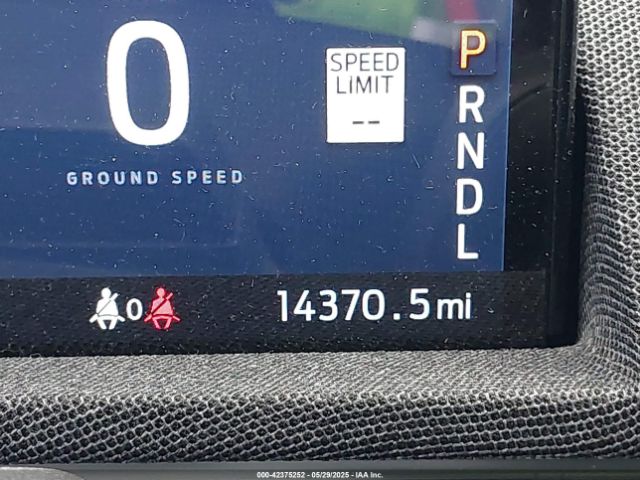 0
GROUND SPEED
SPEED
LIMIT
--
P
R
N
D
L
0
14370.5mi
000-42375252 - 05/29/2025 - IAA Inc.